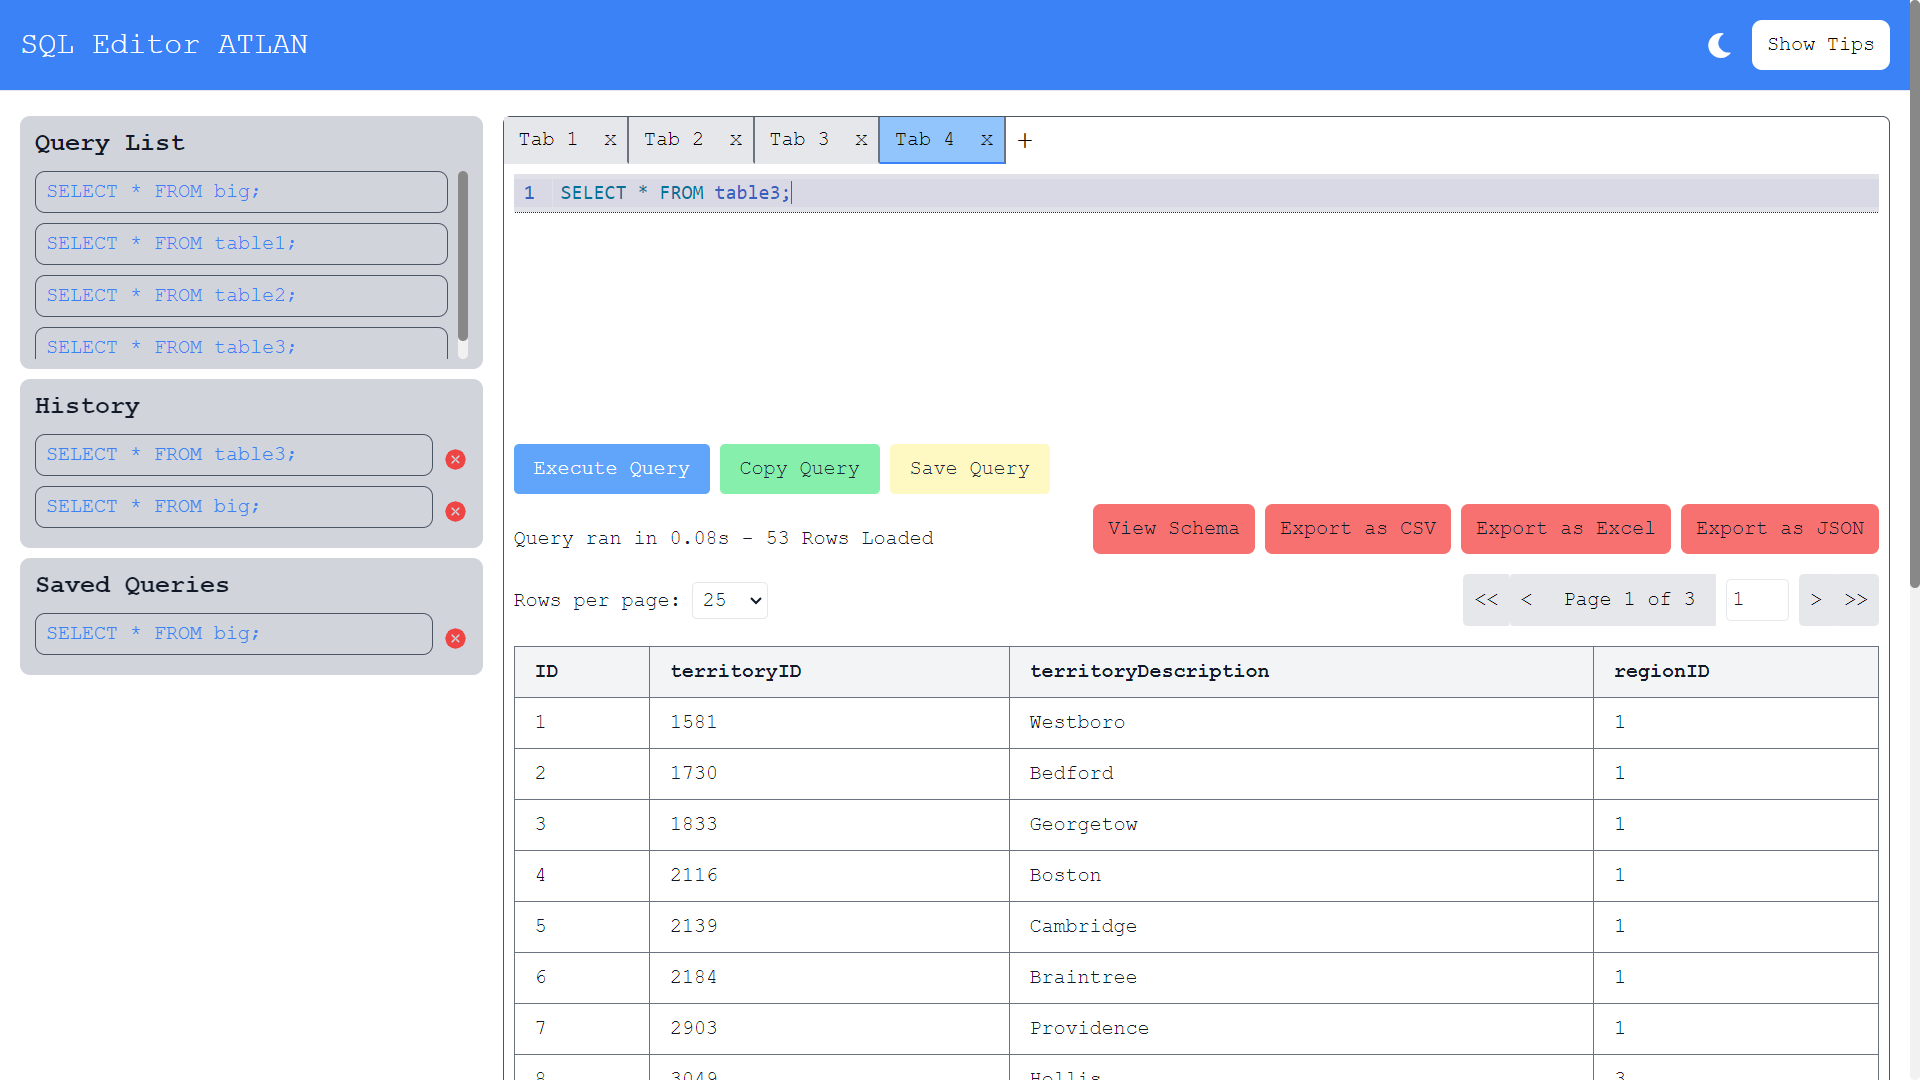 SQL Editor ATLAN
Show Tips
Query List
SELECT * FROM big;
SELECT * FROM table1;
SELECT * FROM table2;
SELECT * FROM table3;
History
SELECT * FROM table3;
SELECT * FROM big;
Saved Queries
SELECT * FROM big;
Tab 1 x Tab 2 x Tab 3 x Tab 4 x +
1 SELECT * FROM table3;
Execute Query Copy Query Save Query
Query ran in 0.08s - 53 Rows Loaded
View Schema Export as CSV Export as Excel Export as JSON
Rows per page: 25
<< < Page 1 of 3 1 > >>
ID territoryID territoryDescription regionID
1 1581 Westboro 1
2 1730 Bedford 1
3 1833 Georgetow 1
4 2116 Boston 1
5 2139 Cambridge 1
6 2184 Braintree 1
7 2903 Providence 1
8 3049 Hollis 3